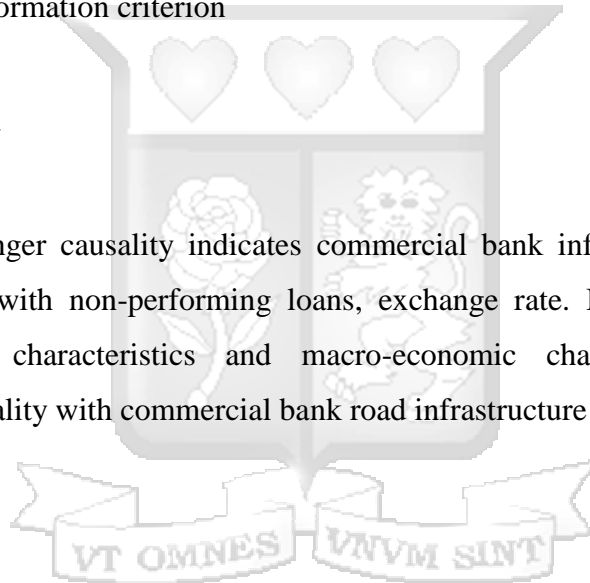 formation criterion
nger causality indicates commercial bank inf
with non-performing loans, exchange rate.
characteristics and macro-economic cha
ality with commercial bank road infrastructure
VT OMNES VNVM SINT